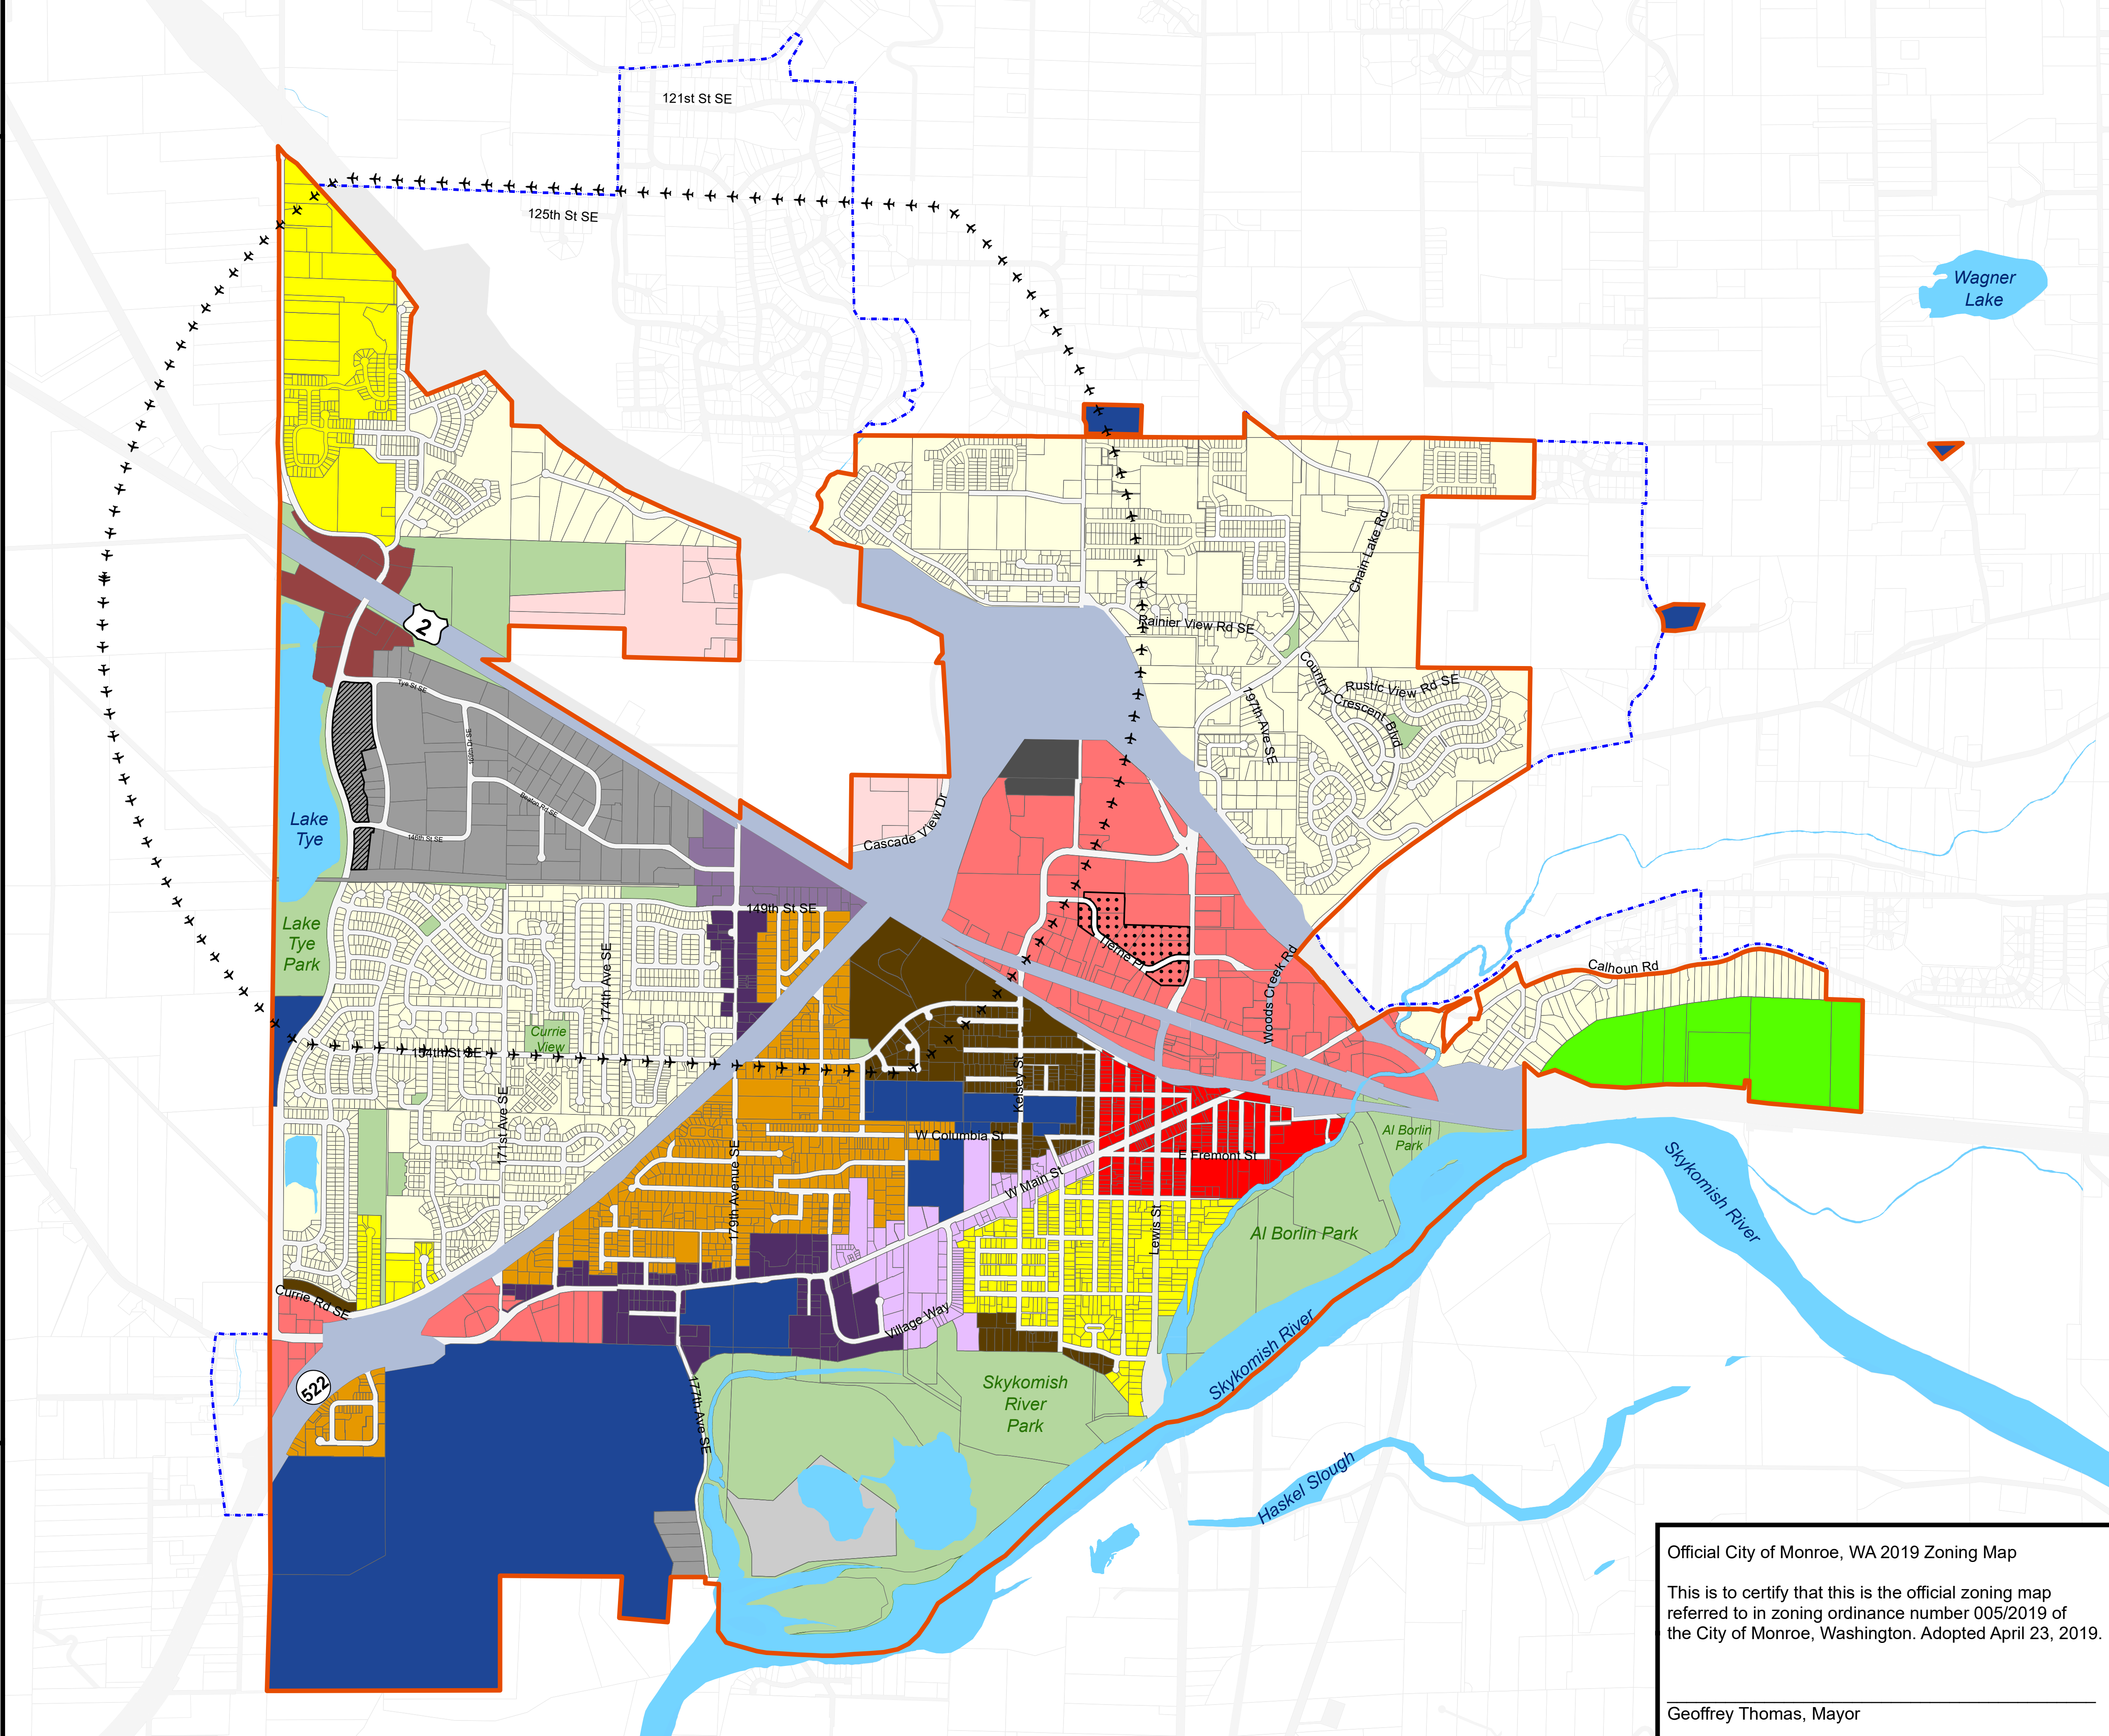 121st St SE
125th St SE
Wagner
Lake
2
Chain Lake Rd
Rainier View Rd SE
Country Crescent Blvd
Rustic View Rd SE
197th Ave SE
Tye St SE
Beaton Rd SE
146th St SE
Lake
Tye
Cascade View Dr
149th St SE
Lake
Tye
Park
174th Ave SE
Tjerne Pl
Woods Creek Rd
Calhoun Rd
Currie
View
154th St SE
171st Ave SE
Kelsey St
W Columbia St
Al Borlin
Park
E Fremont St
W Main St
179th Avenue SE
Lewis St
Al Borlin Park
Skykomish River
Currie Rd SE
Village Way
Skykomish River
522
177th Ave SE
Skykomish
River
Park
Haskel Slough
Official City of Monroe, WA 2019 Zoning Map
This is to certify that this is the official zoning map
referred to in zoning ordinance number 005/2019 of
the City of Monroe, Washington. Adopted April 23, 2019.
Geoffrey Thomas, Mayor